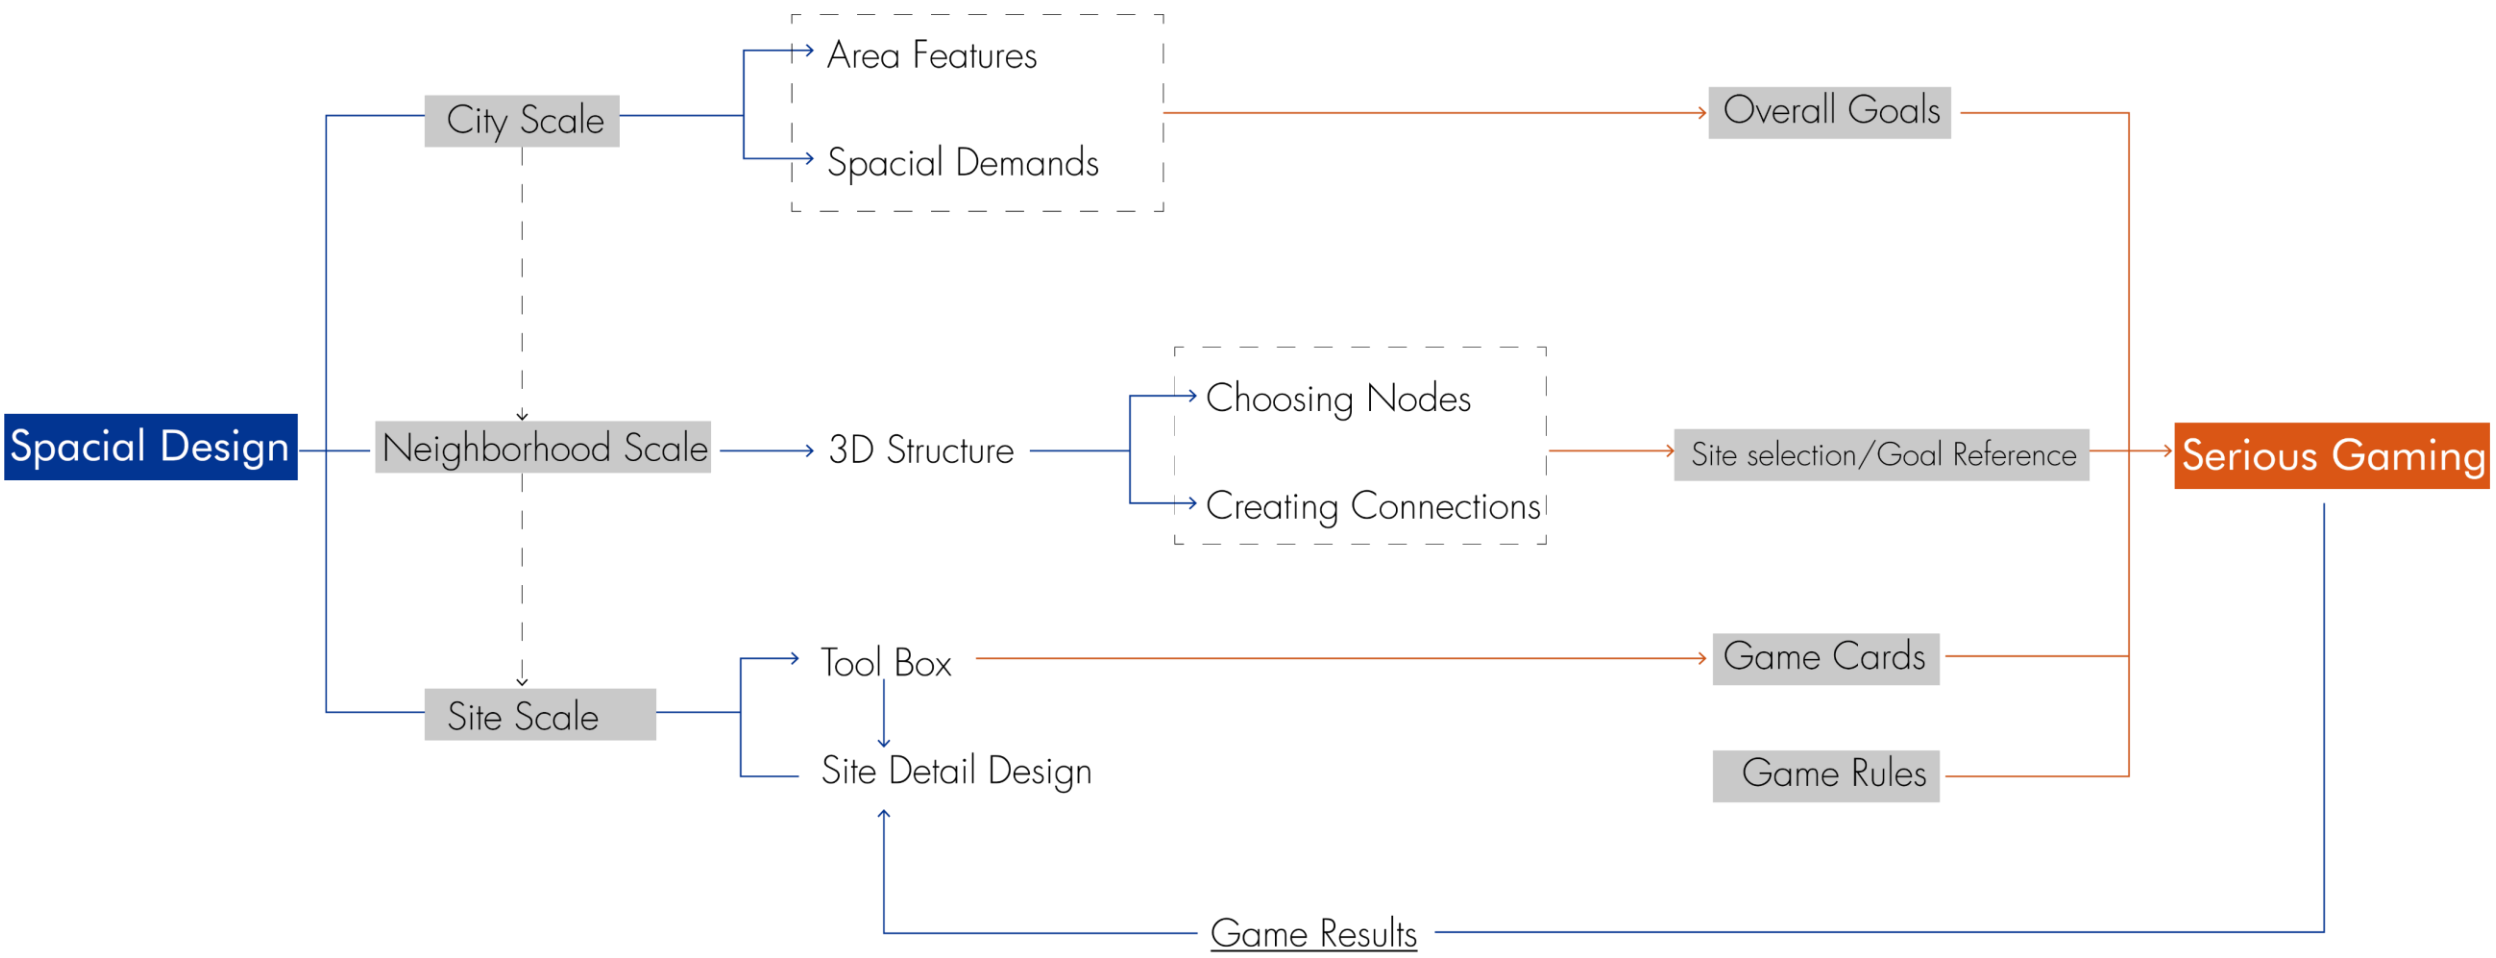 Area Features
City Scale
Overall Goals
Spacial Demands
Choosing Nodes
Spacial Design
Neighborhood Scale
3D Structure
Site selection/Goal Reference
Serious Gaming
Creating Connections
Tool Box
Game Cards
Site Scale
Site Detail Design
Game Rules
Game Results